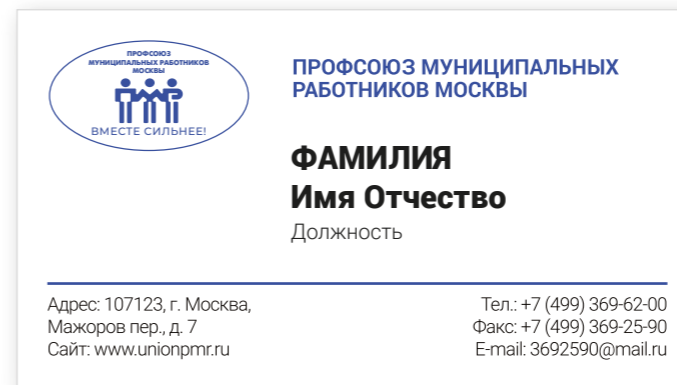 ПРОФСОЮЗ
МУНИЦИПАЛЬНЫХ РАБОТНИКОВ
МОСКВЫ
ВМЕСТЕ СИЛЬНЕЕ!
ПРОФСОЮЗ МУНИЦИПАЛЬНЫХ
РАБОТНИКОВ МОСКВЫ
ФАМИЛИЯ
Имя Отчество
Должность
Адрес: 107123, г. Москва,
Мажоров пер., д. 7
Сайт: www.unionpmr.ru
Тел.: +7 (499) 369-62-00
Факс: +7 (499) 369-25-90
E-mail: 3692590@mail.ru